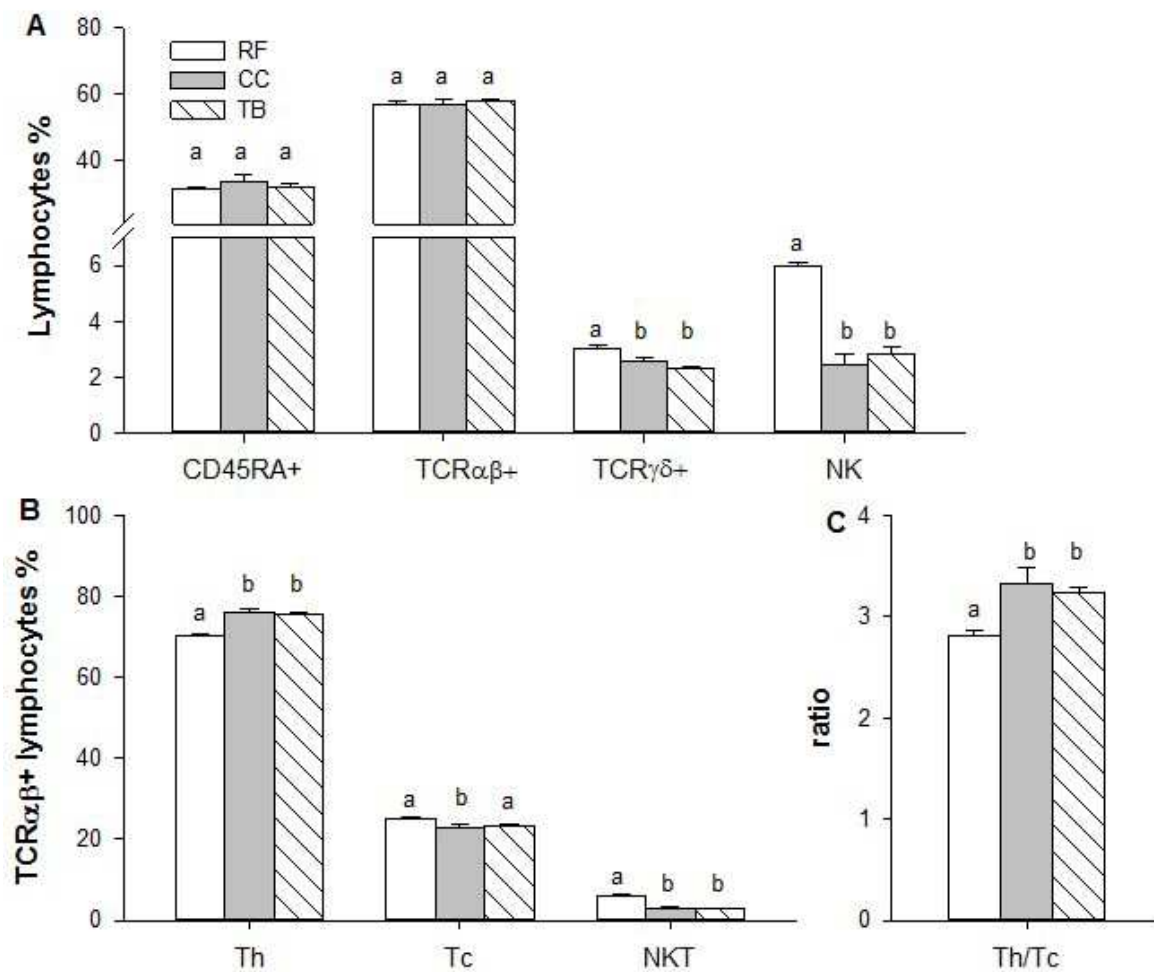 A
80
60
40
6
4
2
0
Lymphocytes %
RF
CC
TB
a a a
a a a
a b b
a b b
CD45RA+ TCRαβ+ TCRγδ+ NK
B
100
80
60
40
20
0
TCRαβ+ lymphocytes %
a b b
a b a
a b b
Th Tc NKT
C
4
3
2
1
0
ratio
a b b
Th/Tc